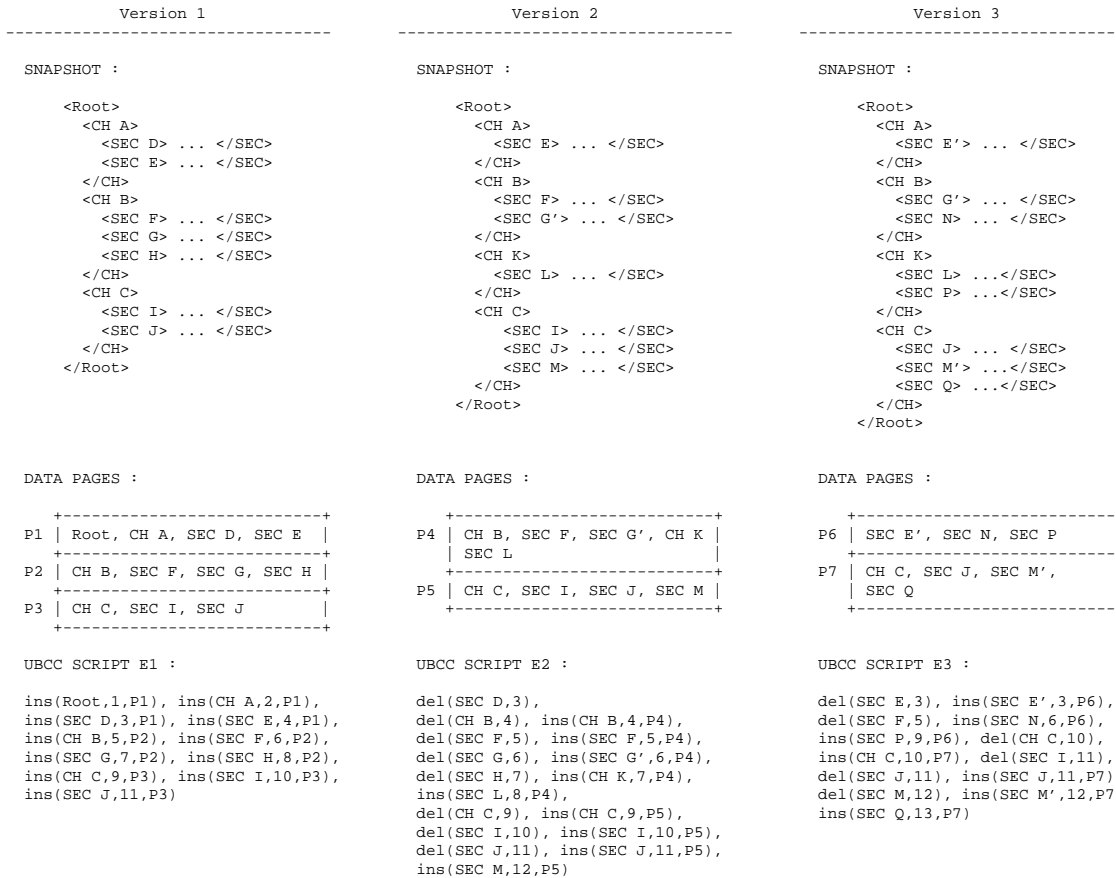 Version 1
---------------------------------
SNAPSHOT :
<Root>
<CH A>
<SEC D> ... </SEC>
<SEC E> ... </SEC>
</CH>
<CH B>
<SEC F> ... </SEC>
<SEC G> ... </SEC>
<SEC H> ... </SEC>
</CH>
<CH C>
<SEC I> ... </SEC>
<SEC J> ... </SEC>
</CH>
</Root>
DATA PAGES :
P1 | Root, CH A, SEC D, SEC E |
P2 | CH B, SEC F, SEC G, SEC H |
P3 | CH C, SEC I, SEC J |
UBCC SCRIPT E1 :
ins(Root,1,P1), ins(CH A,2,P1),
ins(SEC D,3,P1), ins(SEC E,4,P1),
ins(CH B,5,P2), ins(SEC F,6,P2),
ins(SEC G,7,P2), ins(SEC H,8,P2),
ins(CH C,9,P3), ins(SEC I,10,P3),
ins(SEC J,11,P3)
Version 2
---------------------------------
SNAPSHOT :
<Root>
<CH A>
<SEC E> ... </SEC>
</CH>
<CH B>
<SEC F> ... </SEC>
<SEC G’> ... </SEC>
</CH>
<CH K>
<SEC L> ... </SEC>
</CH>
<CH C>
<SEC I> ... </SEC>
<SEC J> ... </SEC>
<SEC M> ... </SEC>
</CH>
</Root>
DATA PAGES :
P4 | CH B, SEC F, SEC G’, CH K |
| SEC L |
P5 | CH C, SEC I, SEC J, SEC M |
UBCC SCRIPT E2 :
del(SEC D,3),
del(CH B,4), ins(CH B,4,P4),
del(SEC F,5), ins(SEC F,5,P4),
del(SEC G,6), ins(SEC G’,6,P4),
del(SEC H,7), ins(CH K,7,P4),
ins(SEC L,8,P4),
del(CH C,9), ins(CH C,9,P5),
del(SEC I,10), ins(SEC I,10,P5),
del(SEC J,11), ins(SEC J,11,P5),
ins(SEC M,12,P5)
Version 3
--------------------------------
SNAPSHOT :
<Root>
<CH A>
<SEC E’> ... </SEC>
</CH>
<CH B>
<SEC G’> ... </SEC>
<SEC N> ... </SEC>
</CH>
<CH K>
<SEC L> ...</SEC>
<SEC P> ...</SEC>
</CH>
<CH C>
<SEC J> ... </SEC>
<SEC M’> ...</SEC>
<SEC Q> ...</SEC>
</CH>
</Root>
DATA PAGES :
P6 | SEC E’, SEC N, SEC P
P7 | CH C, SEC J, SEC M’,
| SEC Q
UBCC SCRIPT E3 :
del(SEC E,3), ins(SEC E’,3,P6),
del(SEC F,5), ins(SEC N,6,P6),
ins(SEC P,9,P6), del(CH C,10),
ins(CH C,10,P7), del(SEC I,11),
del(SEC J,11), ins(SEC J,11,P7)
del(SEC M,12), ins(SEC M’,12,P7
ins(SEC Q,13,P7)